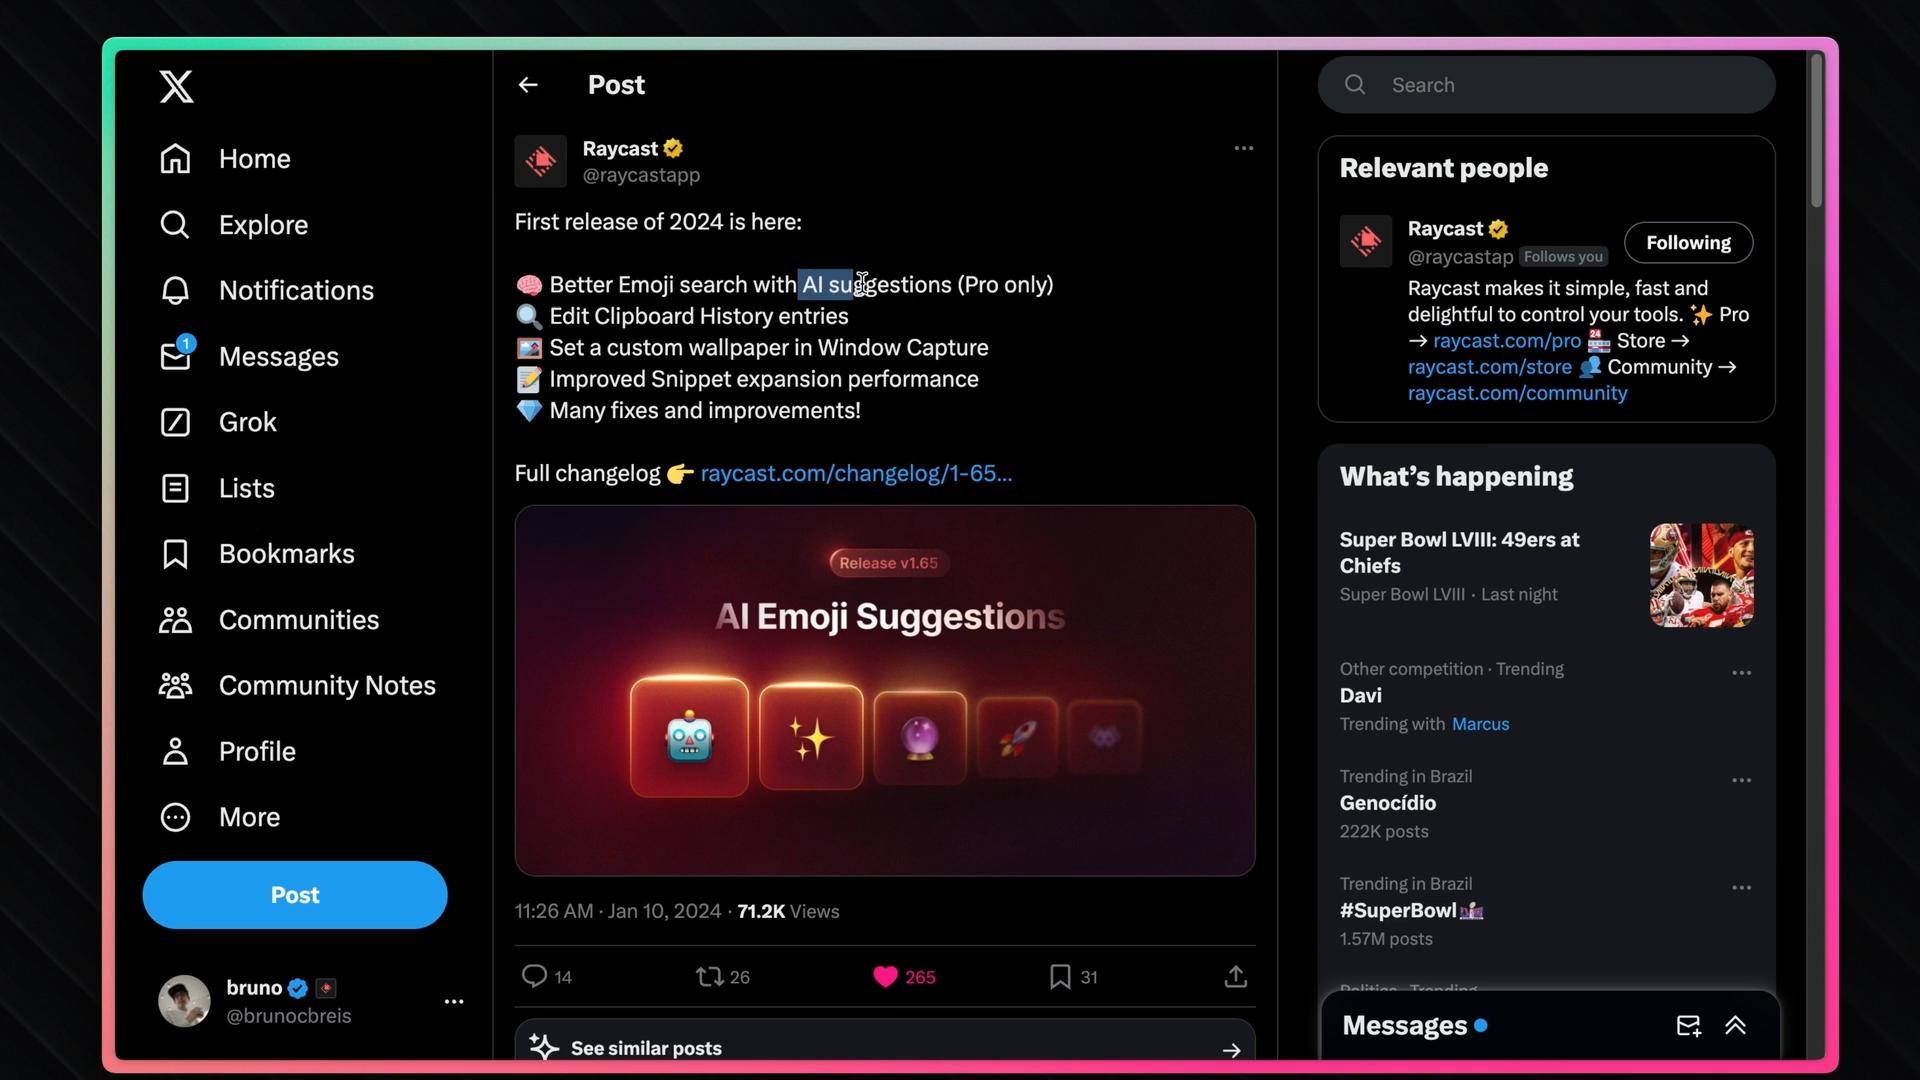 Home
Explore
Notifications
1
Messages
Grok
Lists
Bookmarks
Communities
Community Notes
Profile
More
Post
bruno
@brunocbreis
Post
Raycast
@raycastapp
First release of 2024 is here:
🧠 Better Emoji search with AI suggestions (Pro only)
🔍 Edit Clipboard History entries
🖼️ Set a custom wallpaper in Window Capture
📝 Improved Snippet expansion performance
💎 Many fixes and improvements!
Full changelog 👉 raycast.com/changelog/1-65...
Release v1.65
AI Emoji Suggestions
11:26 AM · Jan 10, 2024 · 71.2K Views
14 26 265 31
See similar posts
Search
Relevant people
Raycast
@raycastap Follows you
Following
Raycast makes it simple, fast and
delightful to control your tools. ✨ Pro
→ raycast.com/pro 🏪 Store →
raycast.com/store 👥 Community →
raycast.com/community
What's happening
Super Bowl LVIII: 49ers at
Chiefs
Super Bowl LVIII · Last night
Other competition · Trending
Davi
Trending with Marcus
Trending in Brazil
Genocídio
222K posts
Trending in Brazil
#SuperBowl
1.57M posts
Politics · Trending
Messages